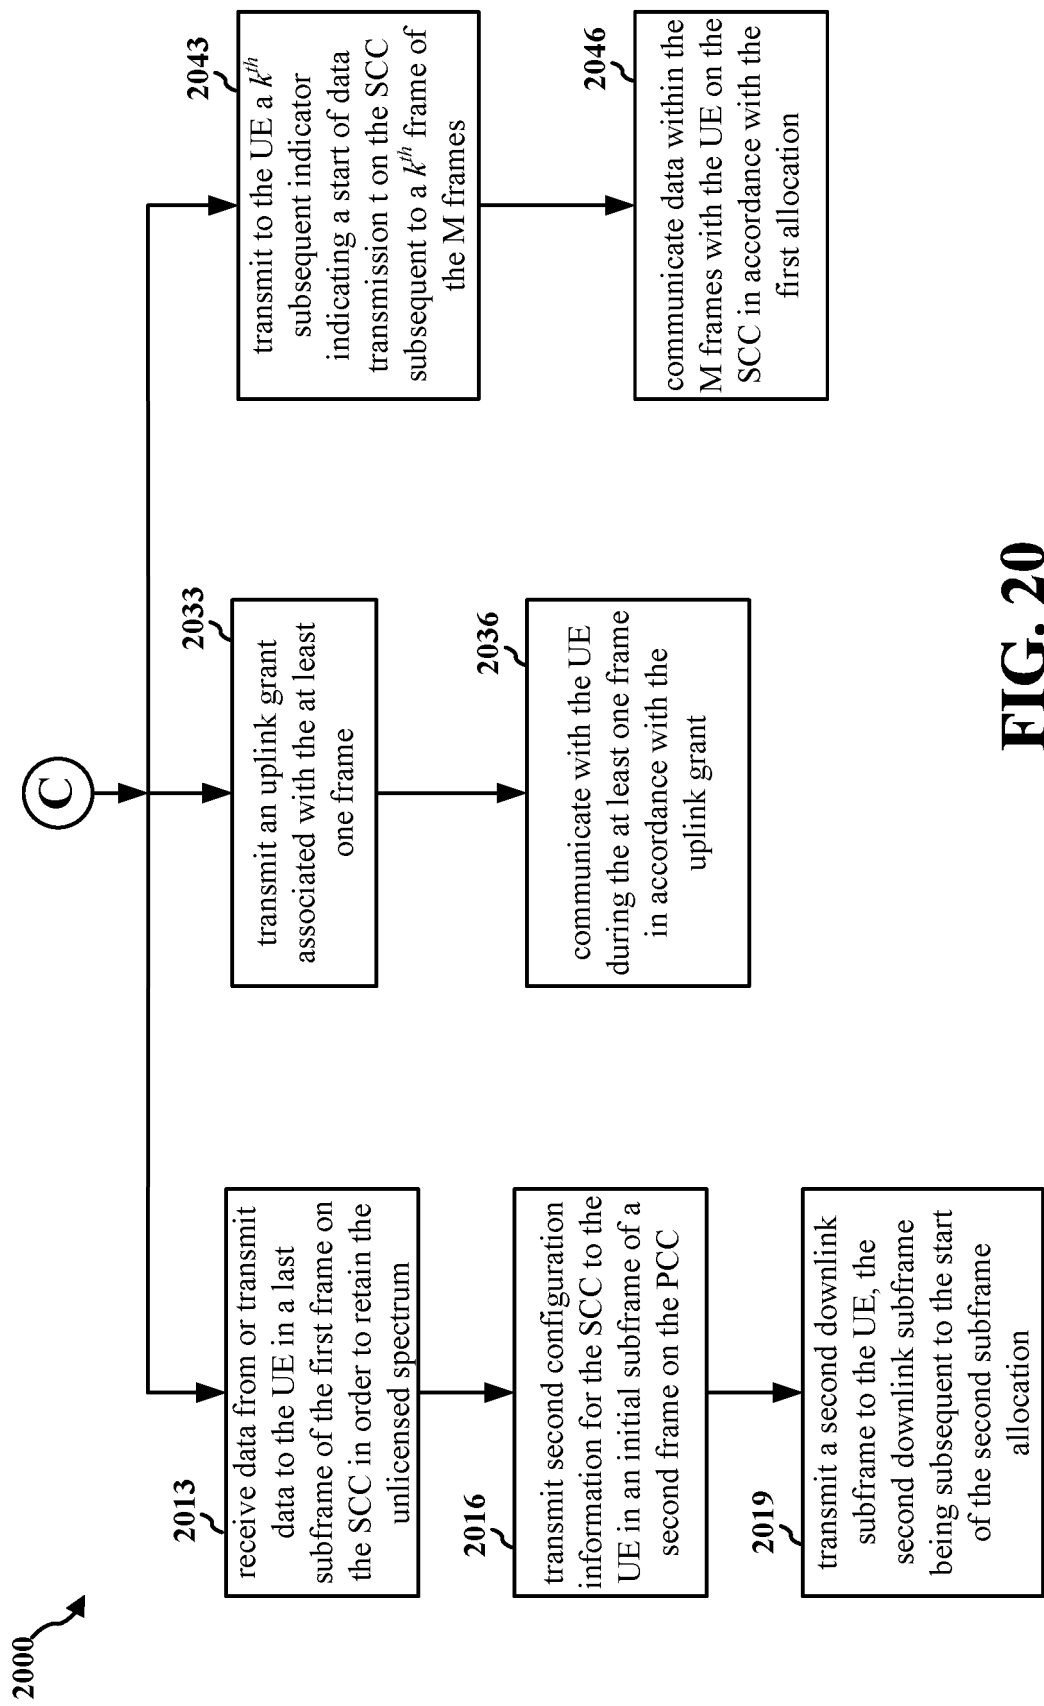 2000
C
2013
receive data from or transmit
data to the UE in a last
subframe of the first frame on
the SCC in order to retain the
unlicensed spectrum
2016
transmit second configuration
information for the SCC to the
UE in an initial subframe of a
second frame on the PCC
2019
transmit a second downlink
subframe to the UE, the
second downlink subframe
being subsequent to the start
of the second subframe
allocation
2033
transmit an uplink grant
associated with the at least
one frame
2036
communicate with the UE
during the at least one frame
in accordance with the
uplink grant
2043
transmit to the UE a kth
subsequent indicator
indicating a start of data
transmission t on the SCC
subsequent to a kth frame of
the M frames
2046
communicate data within the
M frames with the UE on the
SCC in accordance with the
first allocation
FIG. 20